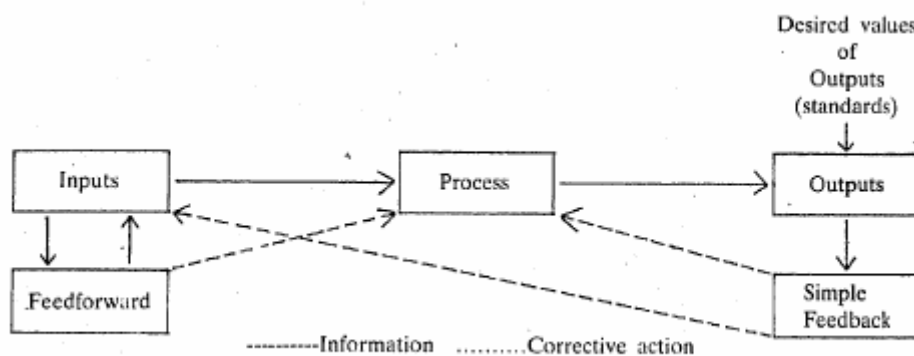 Desired values
of
Outputs
(standards)
Inputs
Process
Outputs
Feedforward
Simple
Feedback
---------Information .........Corrective action